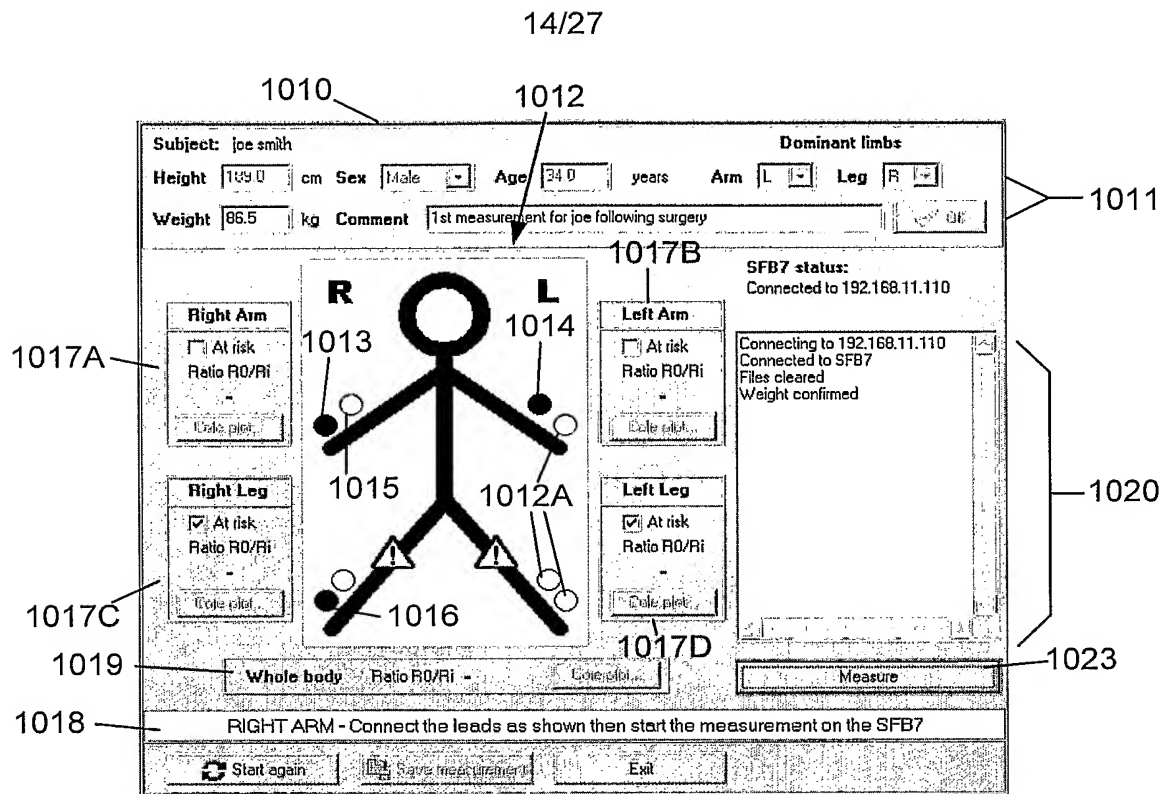 14/27
1010
1012
Subject: joe smith
Dominant limbs
Height 189.0 cm Sex Male Age 34.0 years Arm L Leg R
1011
Weight 86.5 kg Comment 1st measurement for joe following surgery OK
1017B
SFB7 status:
Connected to 192.168.11.110
R L
1013 1014
Right Arm
At risk
Ratio R0/Ri
-
Cole plot...
1017A
Left Arm
At risk
Ratio R0/Ri
-
Cole plot...
Connecting to 192.168.11.110
Connected to SFB7
Files cleared
Weight confirmed
1015 1012A
1020
Right Leg
At risk
Ratio R0/Ri
-
Cole plot...
1017C
! !
1016
Left Leg
At risk
Ratio R0/Ri
-
Cole plot...
1017D
1019
Whole body Ratio R0/Ri - Cole plot...
Measure
1023
1018
RIGHT ARM - Connect the leads as shown then start the measurement on the SFB7
Start again Save measurement Exit